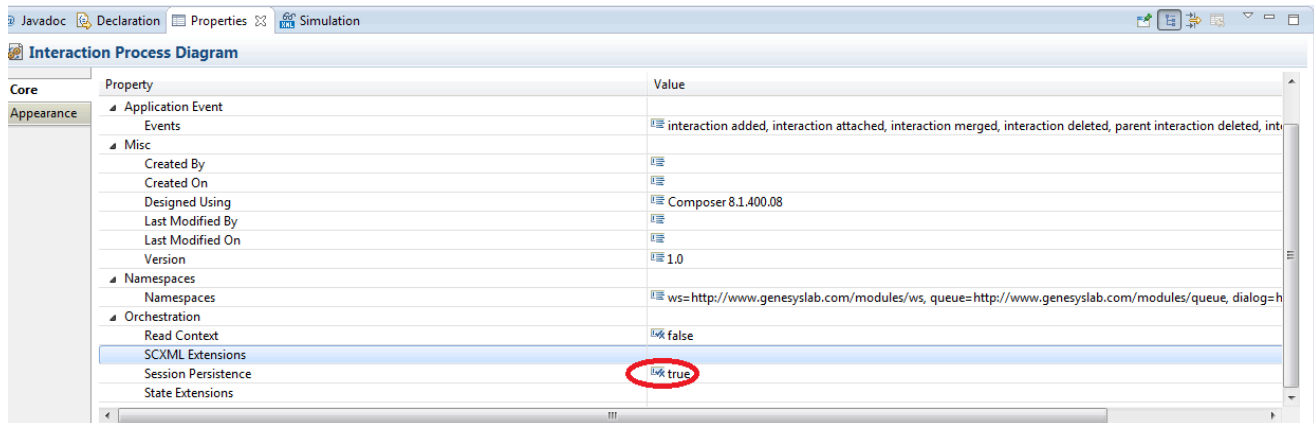 Javadoc Declaration Properties Simulation
Interaction Process Diagram
Core
Appearance
Property Value
Application Event
Events interaction added, interaction attached, interaction merged, interaction deleted, parent interaction deleted, inte
Misc
Created By
Created On
Designed Using Composer 8.1.400.08
Last Modified By
Last Modified On
Version 1.0
Namespaces
Namespaces ws=http://www.genesyslab.com/modules/ws, queue=http://www.genesyslab.com/modules/queue, dialog=h
Orchestration
Read Context false
SCXML Extensions
Session Persistence true
State Extensions